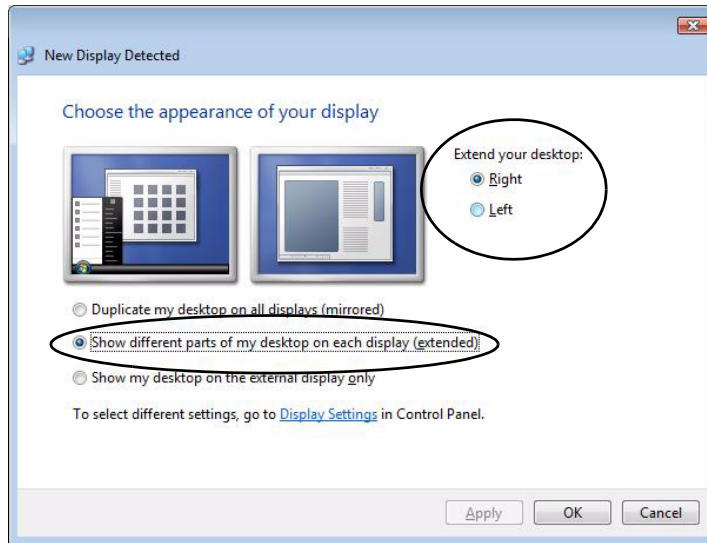 New Display Detected
Choose the appearance of your display
Extend your desktop:
Right
Left
Duplicate my desktop on all displays (mirrored)
Show different parts of my desktop on each display (extended)
Show my desktop on the external display only
To select different settings, go to Display Settings in Control Panel.
Apply OK Cancel